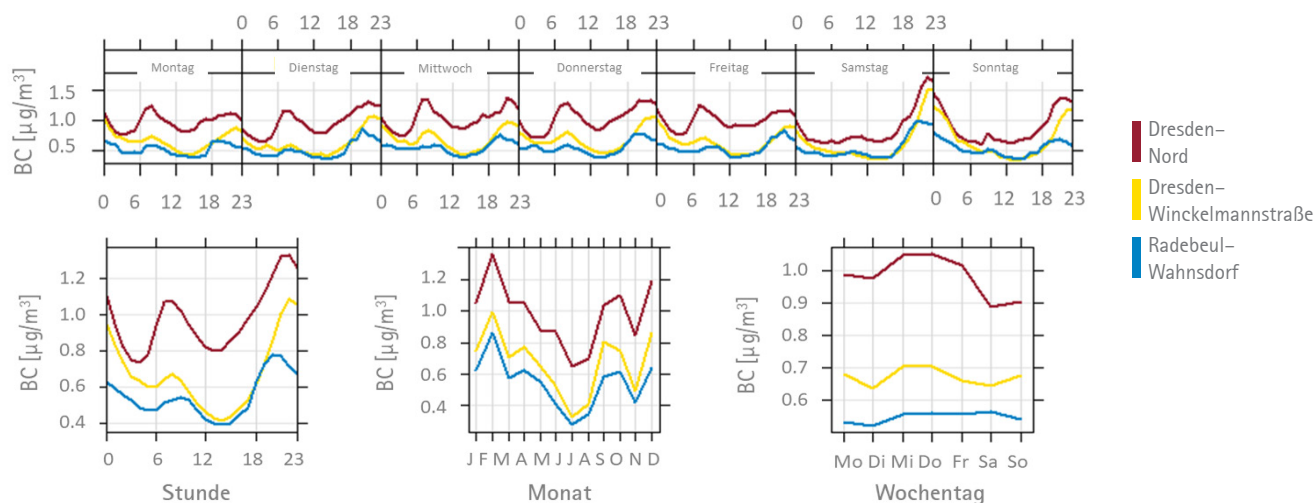 0 6 12 18 23 0 6 12 18 23 0 6 12 18 23
Montag Dienstag Mittwoch Donnerstag Freitag Samstag Sonntag
BC [µg/m³]
1.5
1.0
0.5
0 6 12 18 23 0 6 12 18 23 0 6 12 18 23 0 6 12 18 23
Dresden–
Nord
Dresden–
Winckelmannstraße
Radebeul–
Wahnsdorf
BC [µg/m³]
1.2
1.0
0.8
0.6
0.4
0 6 12 18 23
Stunde
BC [µg/m³]
1.2
1.0
0.8
0.6
0.4
J F M A M J J A S O N D
Monat
BC [µg/m³]
1.0
0.9
0.8
0.7
0.6
Mo Di Mi Do Fr Sa So
Wochentag